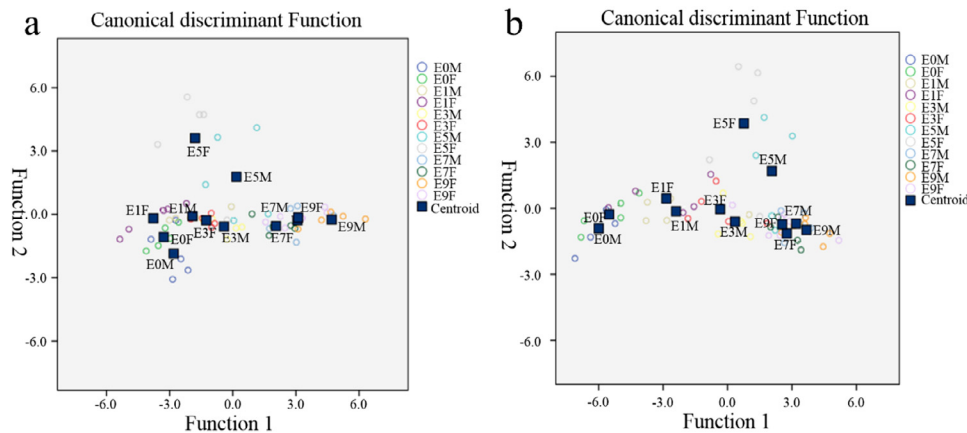 a
Canonical discriminant Function
6.0
3.0
0.0
-3.0
-6.0
Function 2
E5F
E5M
E1F
E1M
E0F
E0M
E3F
E3M
E7M
E9F
E7F
E9M
-6.0 -3.0 0.0 3.0 6.0
Function 1
E0M
E0F
E1M
E1F
E3M
E3F
E5M
E5F
E7M
E7F
E9M
E9F
Centroid
b
Canonical discriminant Function
6.0
3.0
0.0
-3.0
-6.0
Function 2
E5F
E5M
E1F
E0F
E0M
E1M
E3F
E3M
E9F
E7M
E7F
E9M
-6.0 -3.0 0.0 3.0 6.0
Function 1
E0M
E0F
E1M
E1F
E3M
E3F
E5M
E5F
E7M
E7F
E9M
E9F
Centroid